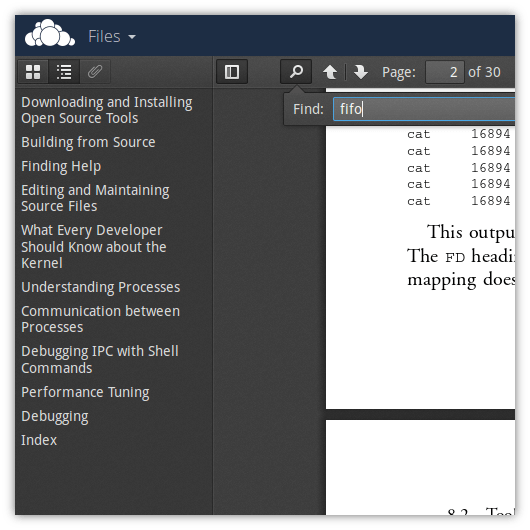 Files
Page: 2 of 30
Find: fifo
Downloading and Installing
Open Source Tools
Building from Source
Finding Help
Editing and Maintaining
Source Files
What Every Developer
Should Know about the
Kernel
Understanding Processes
Communication between
Processes
Debugging IPC with Shell
Commands
Performance Tuning
Debugging
Index
cat 16894
cat 16894
cat 16894
cat 16894
cat 16894
This outpu
The FD headi
mapping does
8.2